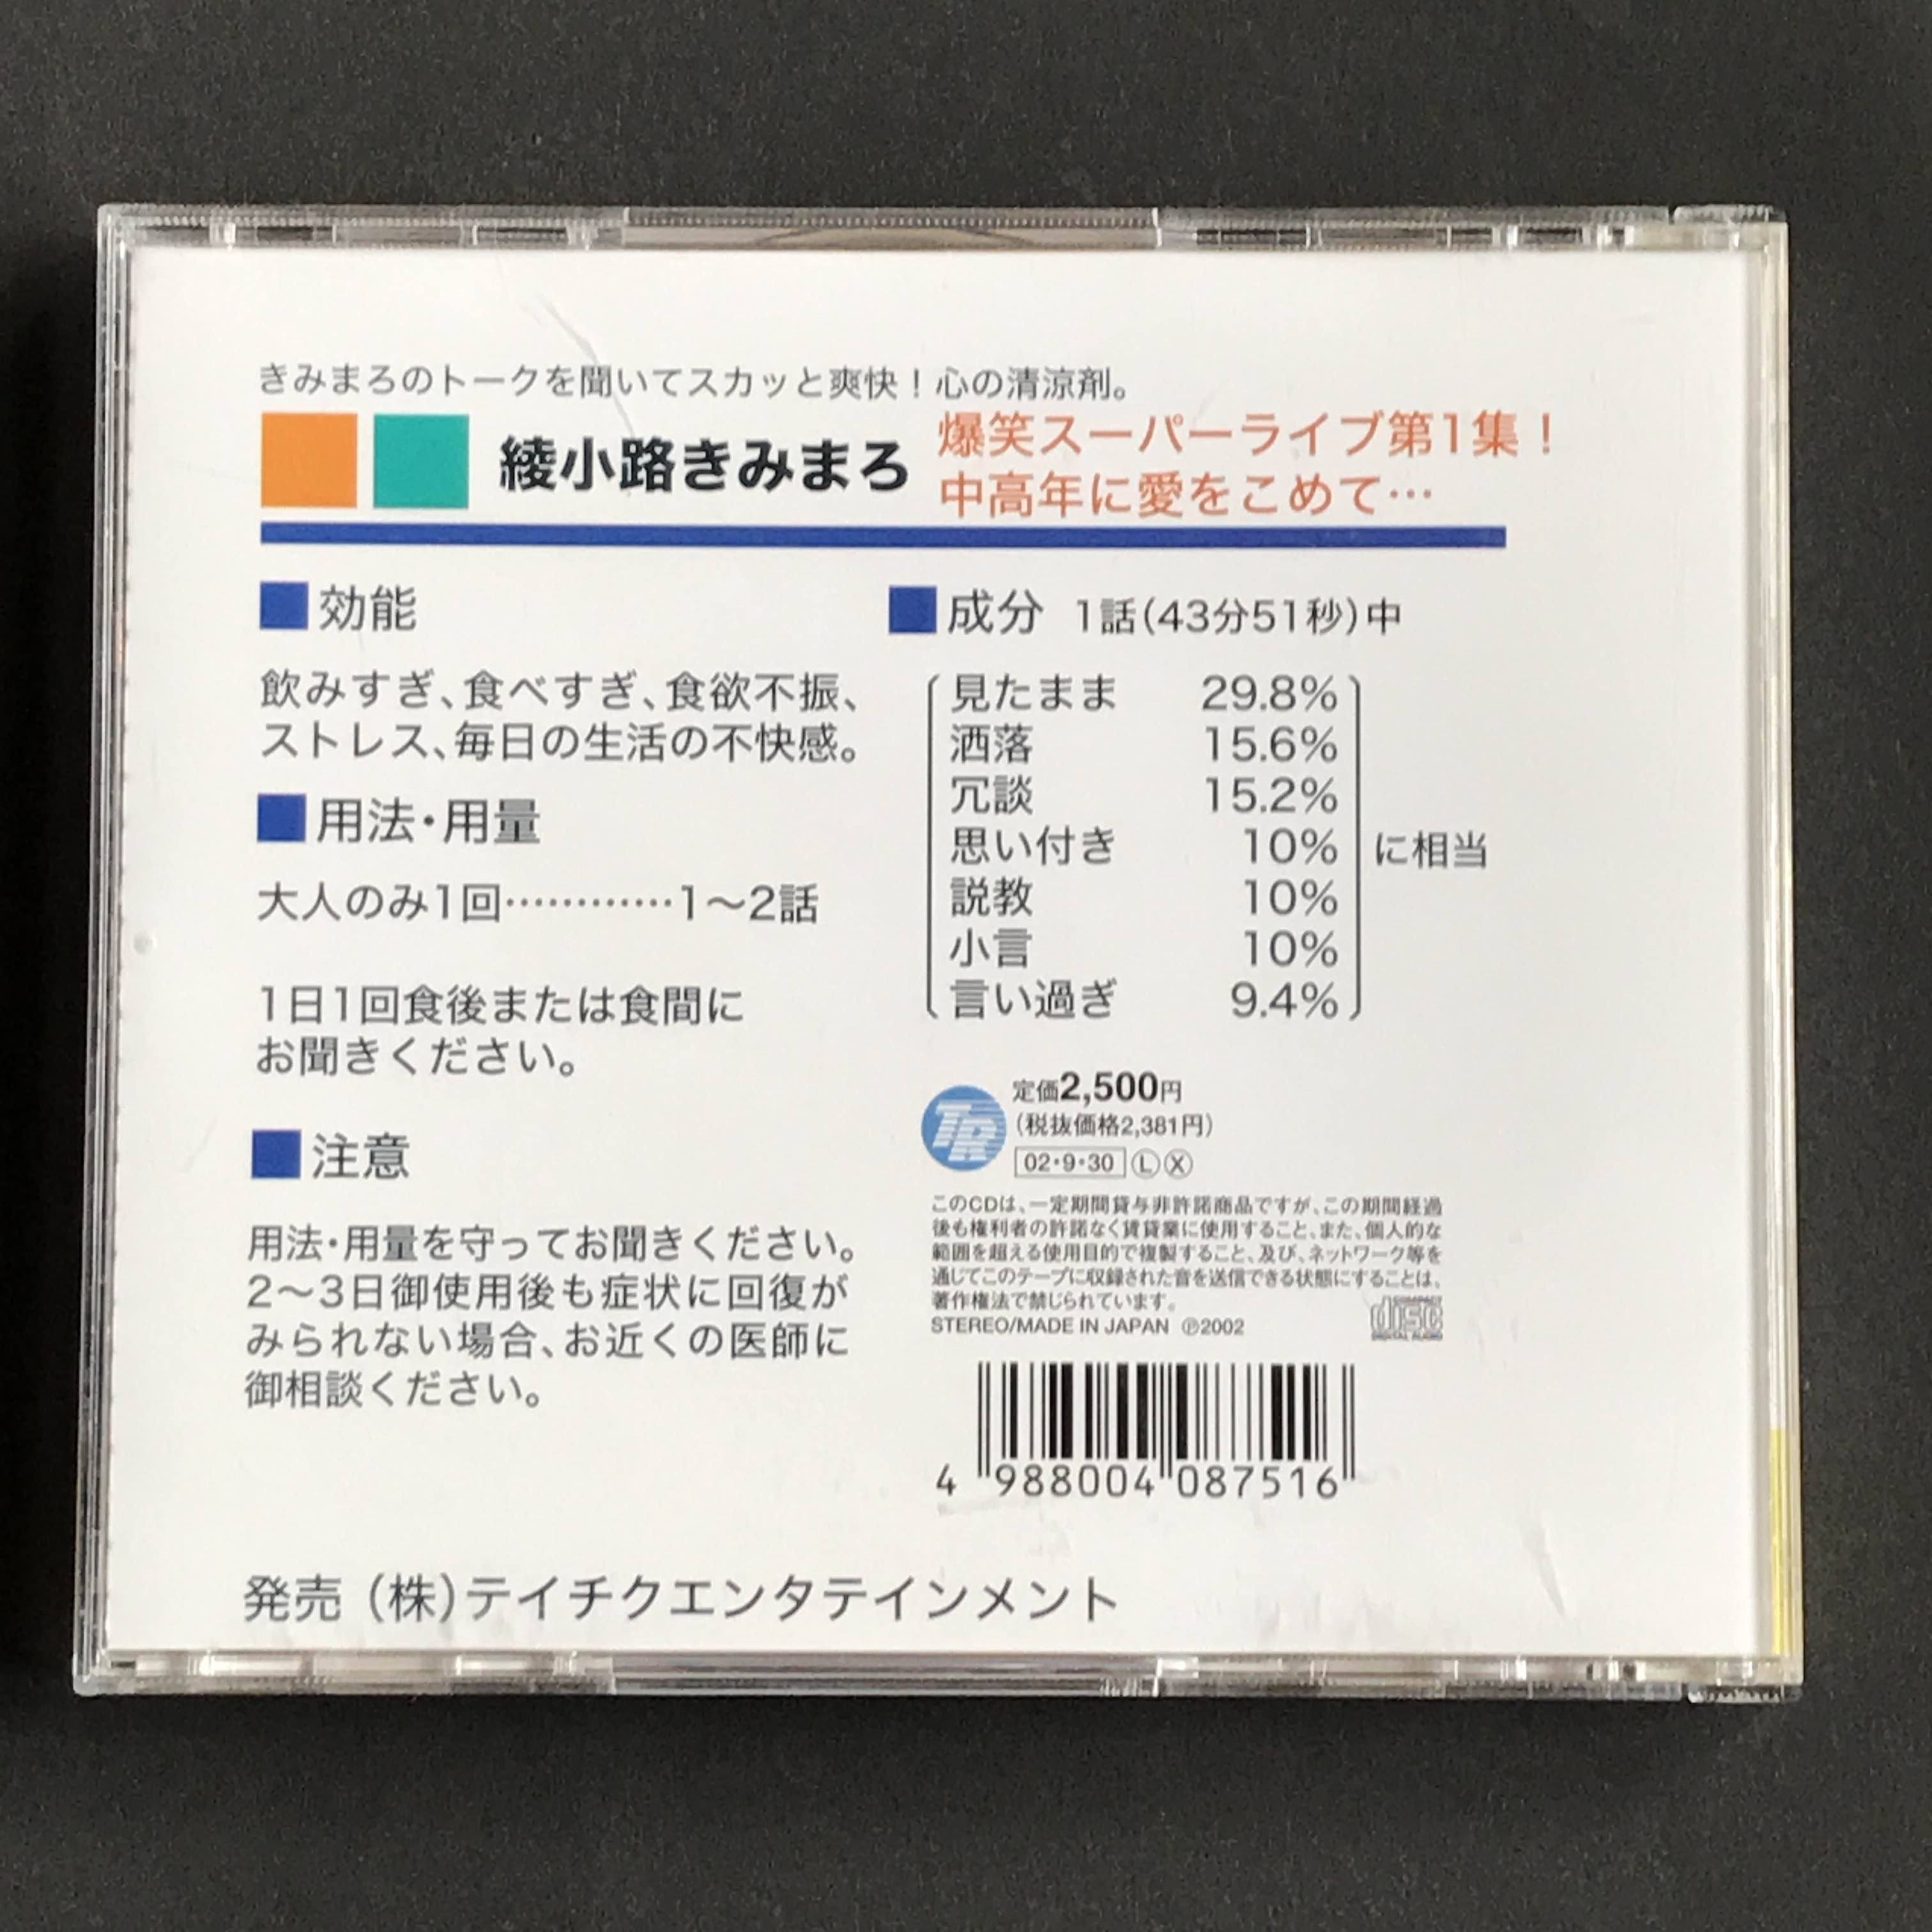 きみまろのトークを聞いてスカッと爽快！心の清涼剤。
綾小路きみまろ
爆笑スーパーライブ第1集！
中高年に愛をこめて…
■効能
飲みすぎ、食べすぎ、食欲不振、
ストレス、毎日の生活の不快感。
■用法・用量
大人のみ1回…………1〜2話
1日1回食後または食間に
お聞きください。
■注意
用法・用量を守ってお聞きください。
2〜3日御使用後も症状に回復が
みられない場合、お近くの医師に
御相談ください。
■成分 1話(43分51秒)中
見たまま 29.8%
洒落 15.6%
冗談 15.2%
思い付き 10%
説教 10%
小言 10%
言い過ぎ 9.4%
に相当
TR
定価2,500円
(税抜価格2,381円)
02・9・30 Ⓛ Ⓧ
このCDは、一定期間貸与非許諾商品ですが、この期間経過
後も権利者の許諾なく賃貸業に使用すること、また、個人的な
範囲を超える使用目的で複製すること、及び、ネットワーク等を
通じてこのテープに収録された音を送信できる状態にすることは、
著作権法で禁じられています。
STEREO/MADE IN JAPAN ℗2002
disc
DIGITAL AUDIO
4 988004 087516
発売 (株)テイチクエンタテインメント